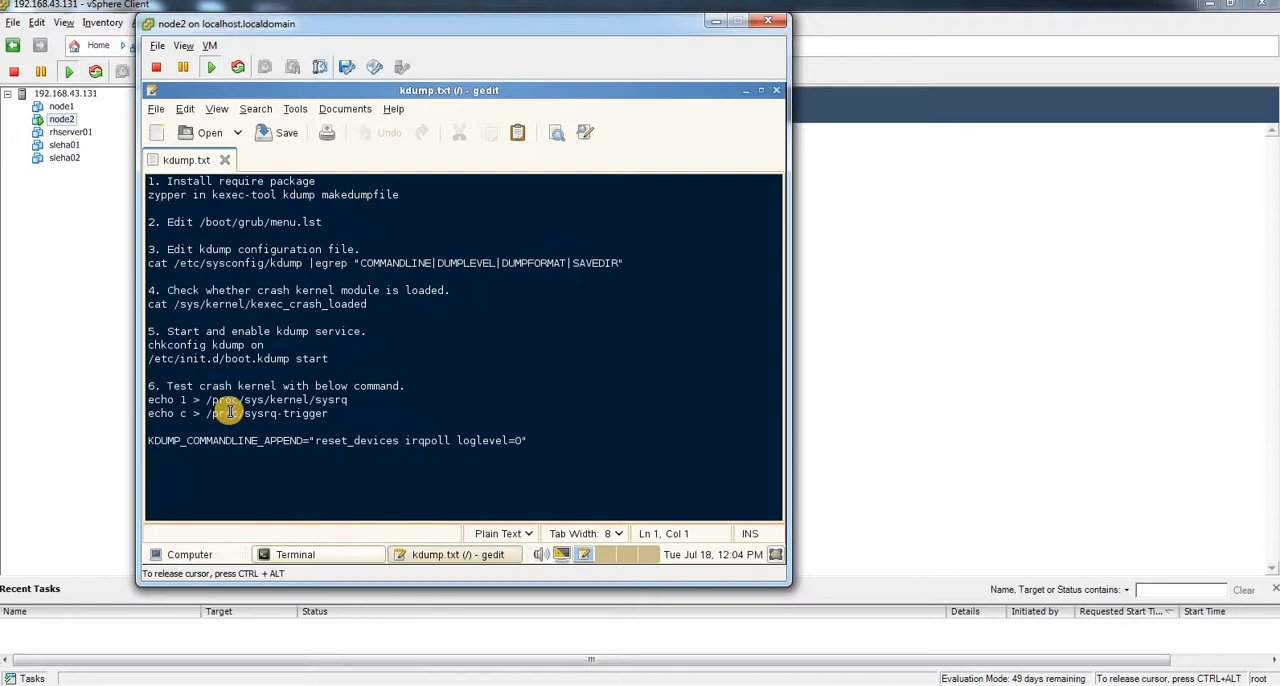 192.168.43.131 - vSphere Client
File Edit View Inventory
Home
192.168.43.131
node1
node2
rhserver01
sleha01
sleha02
node2 on localhost.localdomain
File View VM
kdump.txt (/) - gedit
File Edit View Search Tools Documents Help
Open Save Undo
kdump.txt
1. Install require package
zypper in kexec-tool kdump makedumpfile
2. Edit /boot/grub/menu.lst
3. Edit kdump configuration file.
cat /etc/sysconfig/kdump |egrep "COMMANDLINE|DUMPLEVEL|DUMPFORMAT|SAVEDIR"
4. Check whether crash kernel module is loaded.
cat /sys/kernel/kexec_crash_loaded
5. Start and enable kdump service.
chkconfig kdump on
/etc/init.d/boot.kdump start
6. Test crash kernel with below command.
echo 1 > /proc/sys/kernel/sysrq
echo c > /proc/sysrq-trigger
KDUMP_COMMANDLINE_APPEND="reset_devices irqpoll loglevel=0"
Plain Text Tab Width: 8 Ln 1, Col 1 INS
Computer Terminal kdump.txt (/) - gedit Tue Jul 18, 12:04 PM
To release cursor, press CTRL + ALT
Recent Tasks Name, Target or Status contains: Clear
Name Target Status Details Initiated by Requested Start Ti... Start Time
Tasks Evaluation Mode: 49 days remaining To release cursor, press CTRL+ALT root